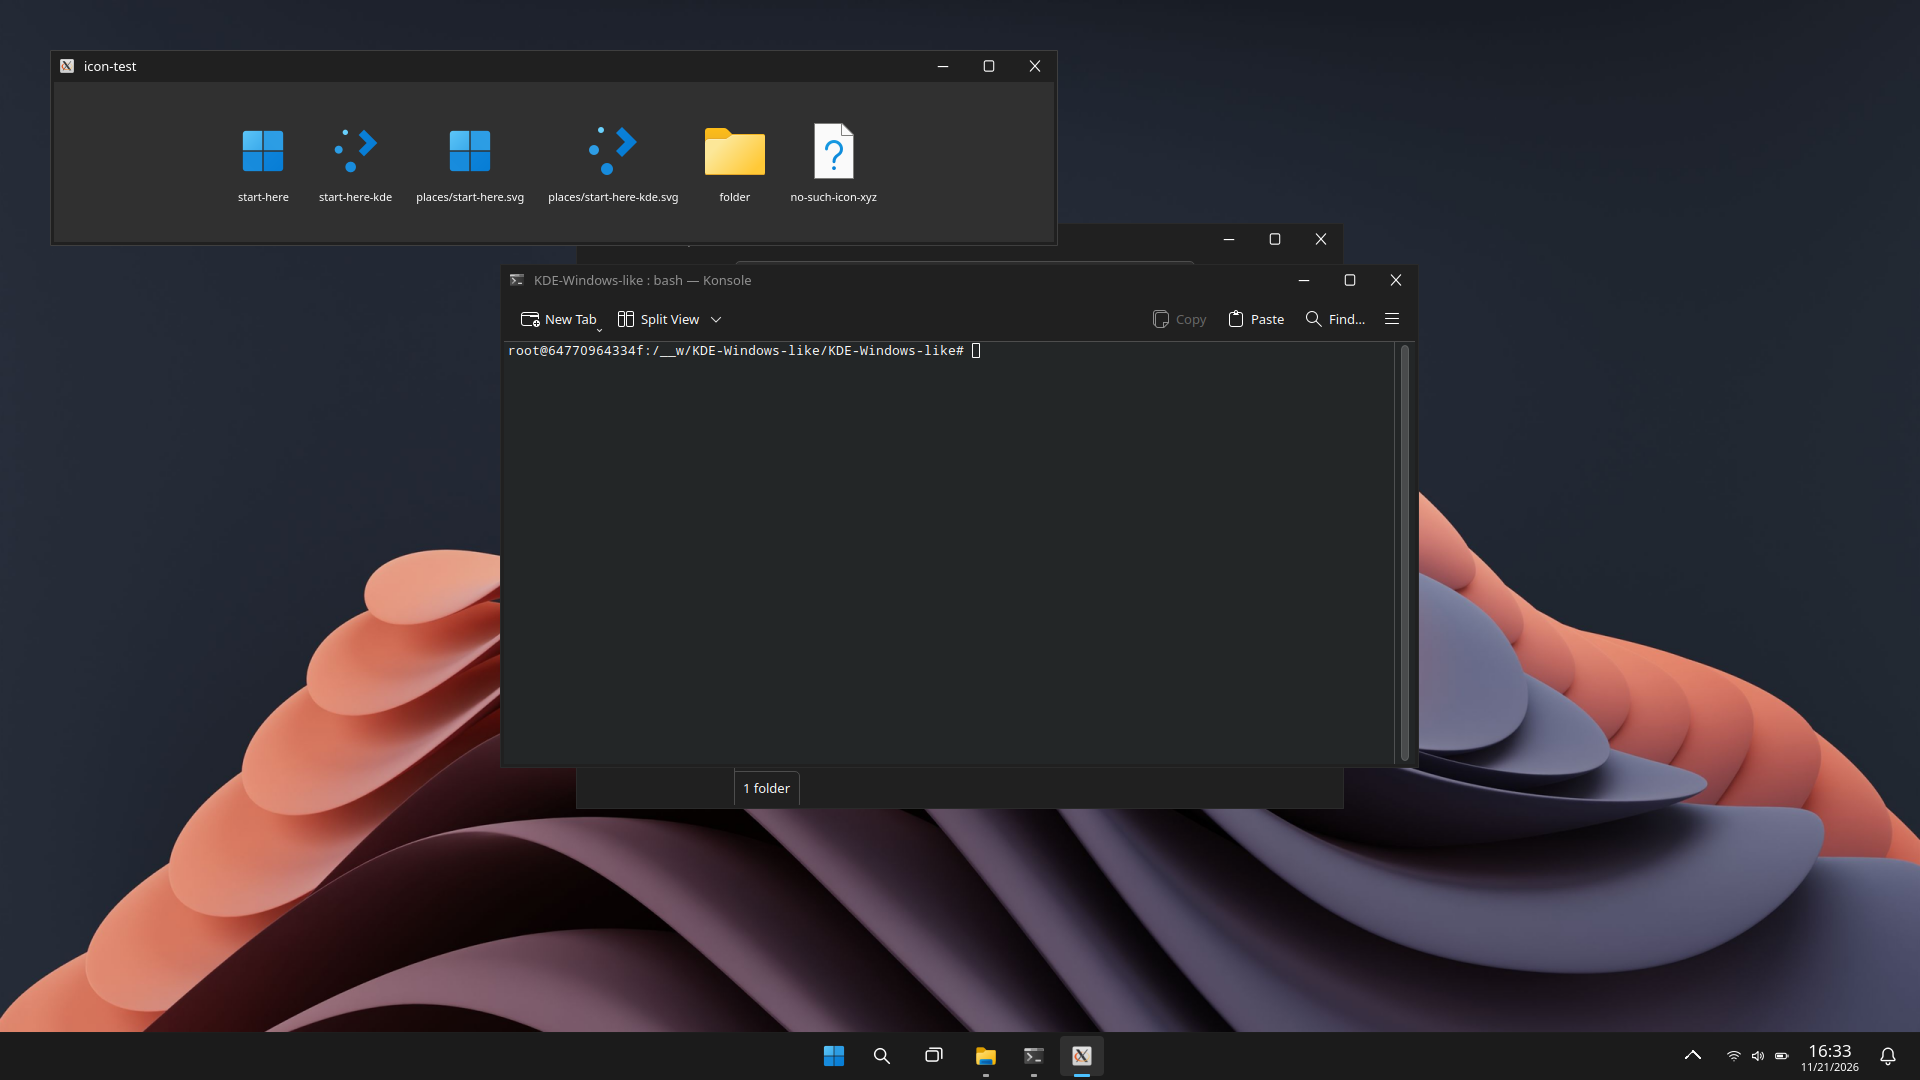 icon-test
start-here
start-here-kde
places/start-here.svg
places/start-here-kde.svg
folder
no-such-icon-xyz
KDE-Windows-like : bash — Konsole
New Tab
Split View
Copy
Paste
Find...
root@64770964334f:/__w/KDE-Windows-like/KDE-Windows-like#
1 folder
16:33
11/21/2026